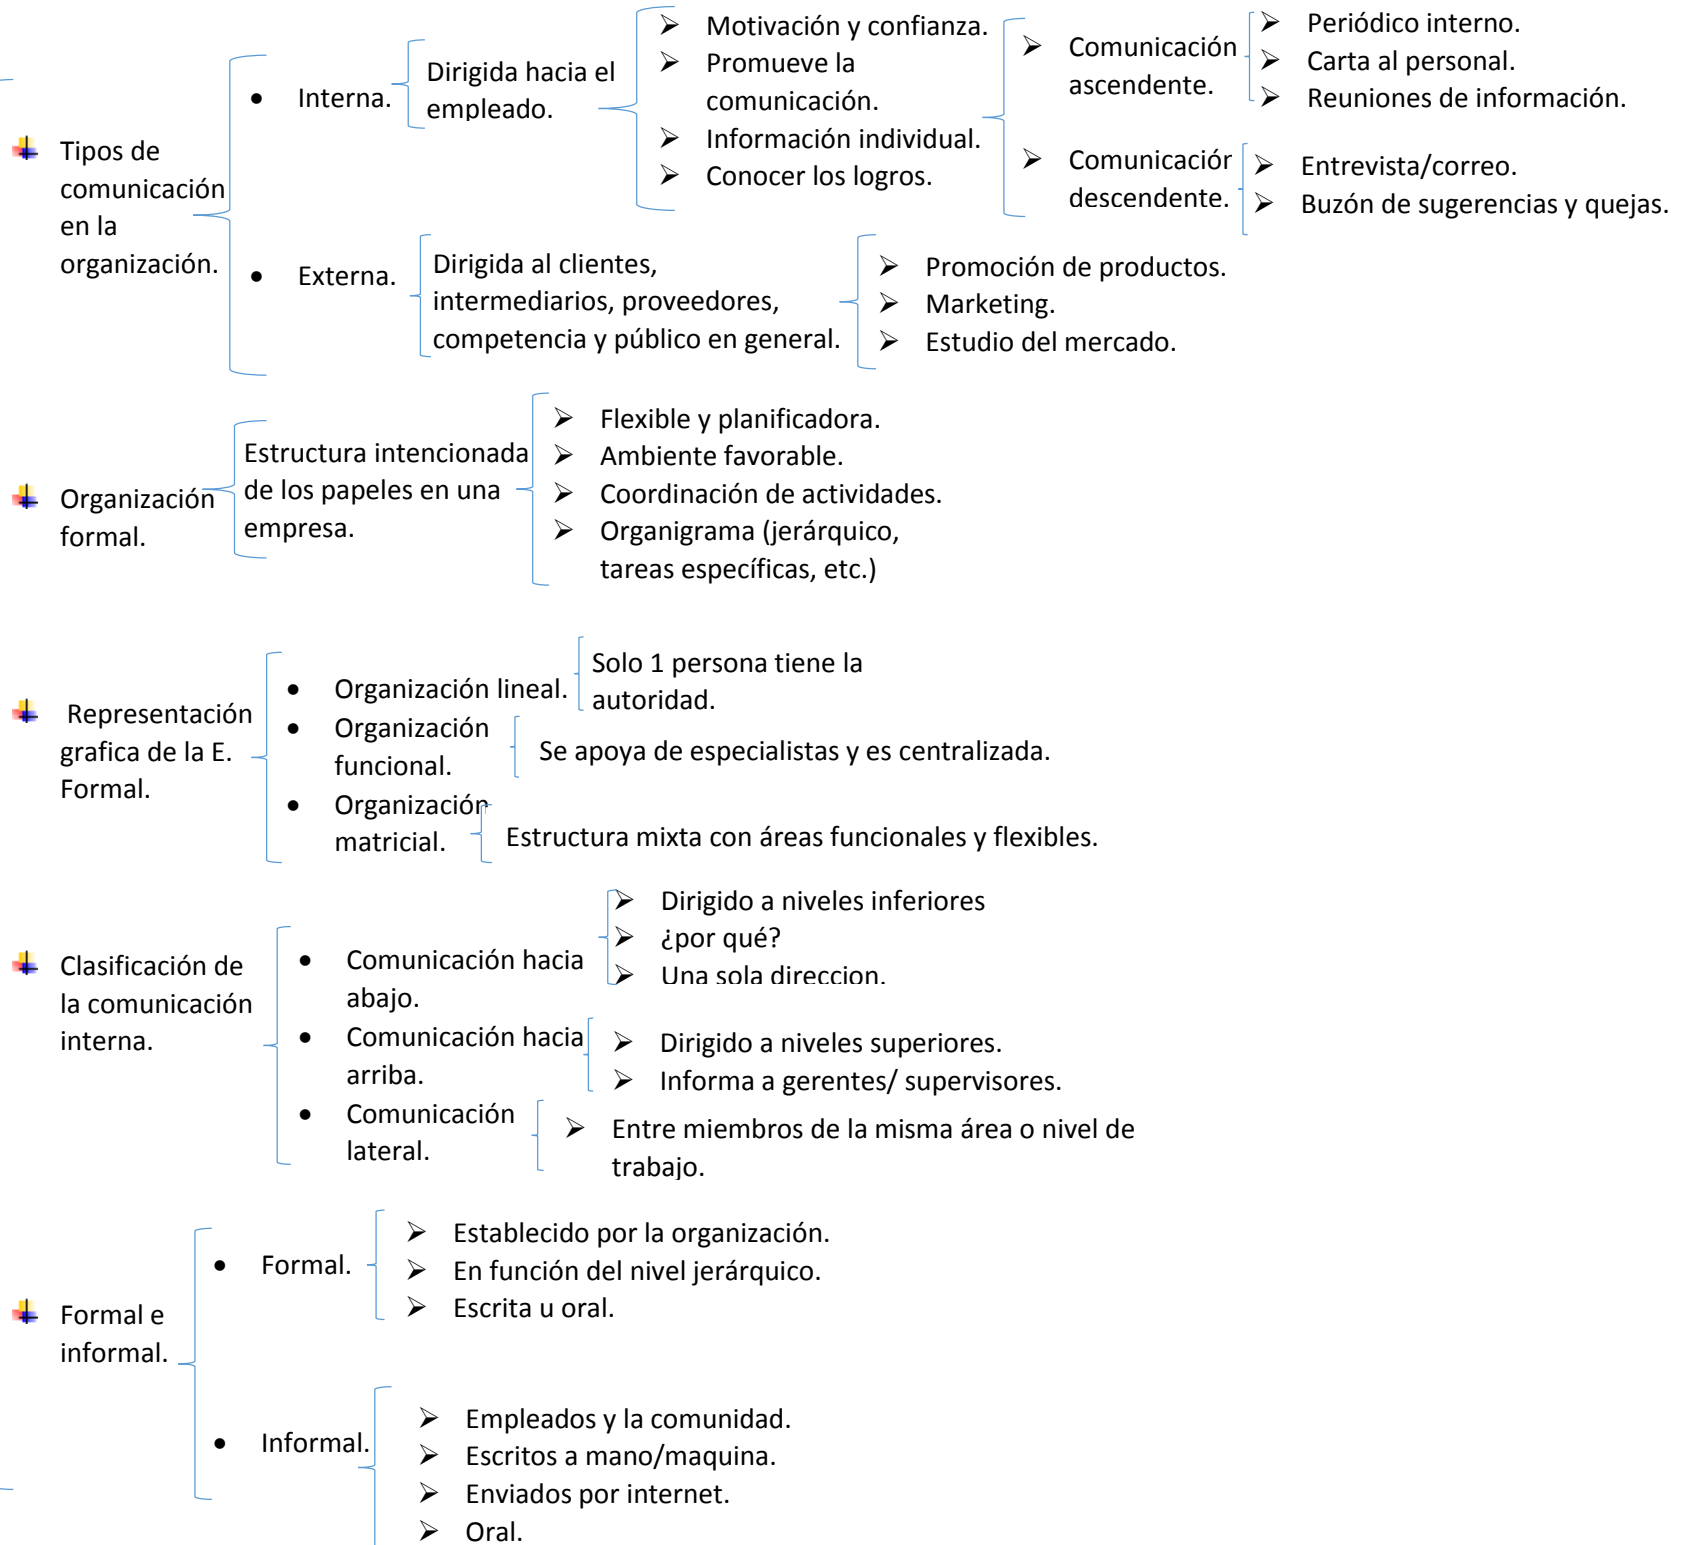 Tipos de
comunicación
en la
organización.
Interna.
Dirigida hacia el
empleado.
Motivación y confianza.
Promueve la
comunicación.
Información individual.
Conocer los logros.
Comunicación
ascendente.
Periódico interno.
Carta al personal.
Reuniones de información.
Comunicación
descendente.
Entrevista/correo.
Buzón de sugerencias y quejas.
Externa.
Dirigida al clientes,
intermediarios, proveedores,
competencia y público en general.
Promoción de productos.
Marketing.
Estudio del mercado.
Organización
formal.
Estructura intencionada
de los papeles en una
empresa.
Flexible y planificadora.
Ambiente favorable.
Coordinación de actividades.
Organigrama (jerárquico,
tareas específicas, etc.)
Representación
grafica de la E.
Formal.
Organización lineal.
Solo 1 persona tiene la
autoridad.
Organización
funcional.
Se apoya de especialistas y es centralizada.
Organización
matricial.
Estructura mixta con áreas funcionales y flexibles.
Clasificación de
la comunicación
interna.
Comunicación hacia
abajo.
Dirigido a niveles inferiores
¿por qué?
Una sola direccion.
Comunicación hacia
arriba.
Dirigido a niveles superiores.
Informa a gerentes/ supervisores.
Comunicación
lateral.
Entre miembros de la misma área o nivel de
trabajo.
Formal e
informal.
Formal.
Establecido por la organización.
En función del nivel jerárquico.
Escrita u oral.
Informal.
Empleados y la comunidad.
Escritos a mano/maquina.
Enviados por internet.
Oral.